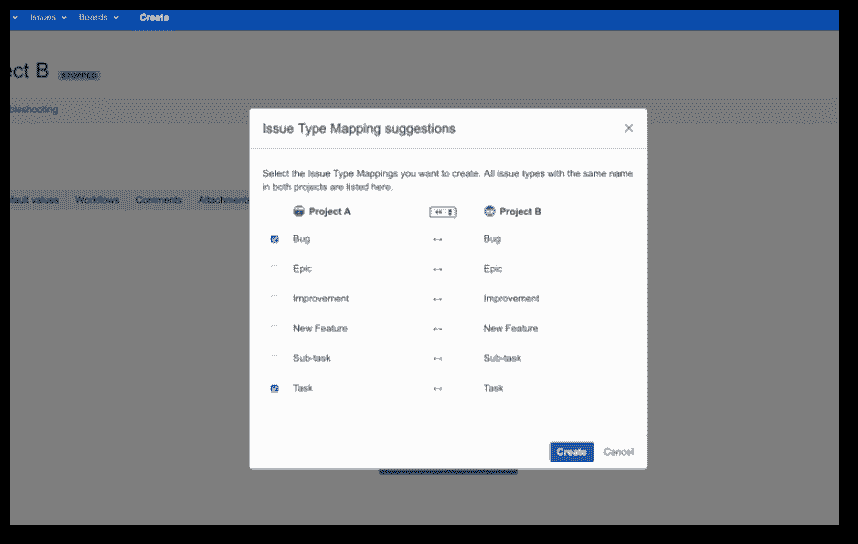 Issues Boards Create
ect B STOPPED
bleshooting
Issue Type Mapping suggestions
Select the Issue Type Mappings you want to create. All issue types with the same name
in both projects are listed here.
fault values Workflows Comments Attachment
Project A Project B
Bug ↔ Bug
Epic ↔ Epic
Improvement ↔ Improvement
New Feature ↔ New Feature
Sub-task ↔ Sub-task
Task ↔ Task
Create Cancel